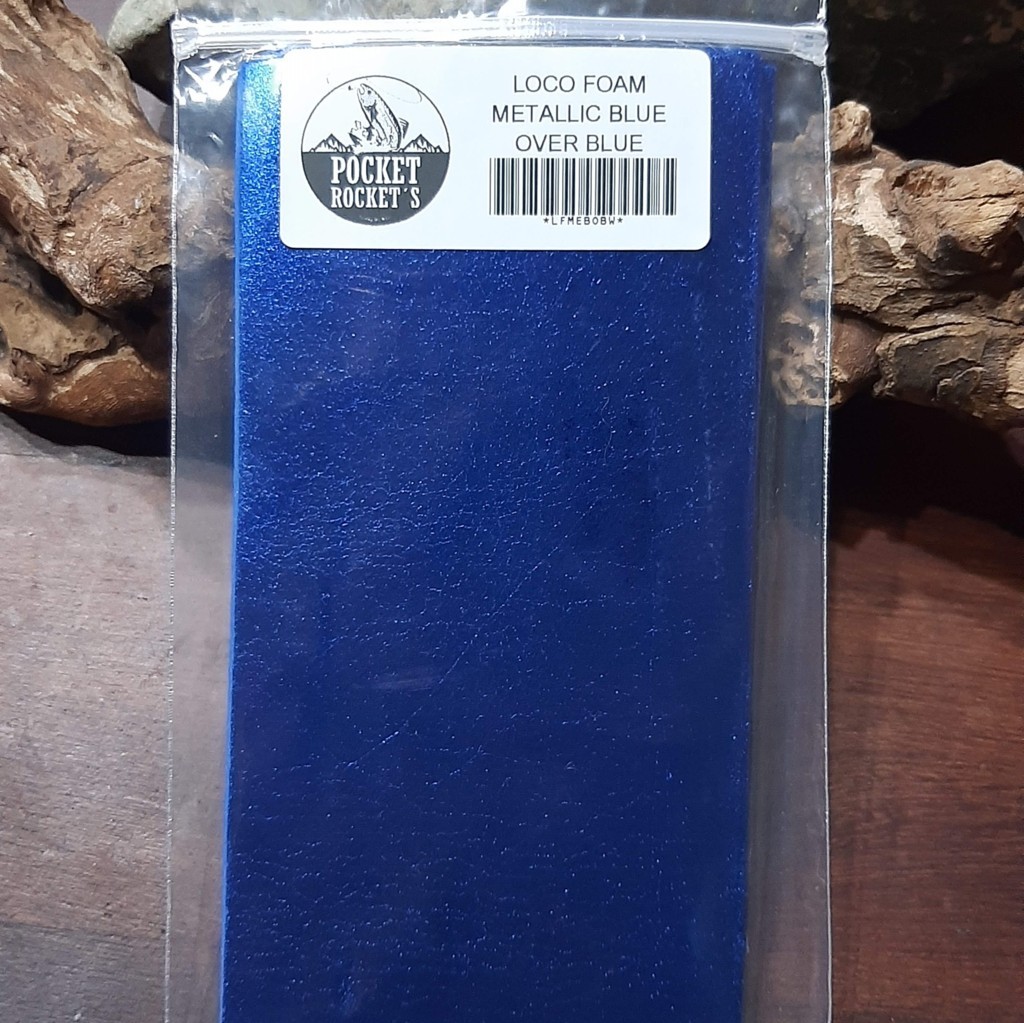 POCKET
ROCKET´S
LOCO FOAM
METALLIC BLUE
OVER BLUE
*LFMEBOBW*